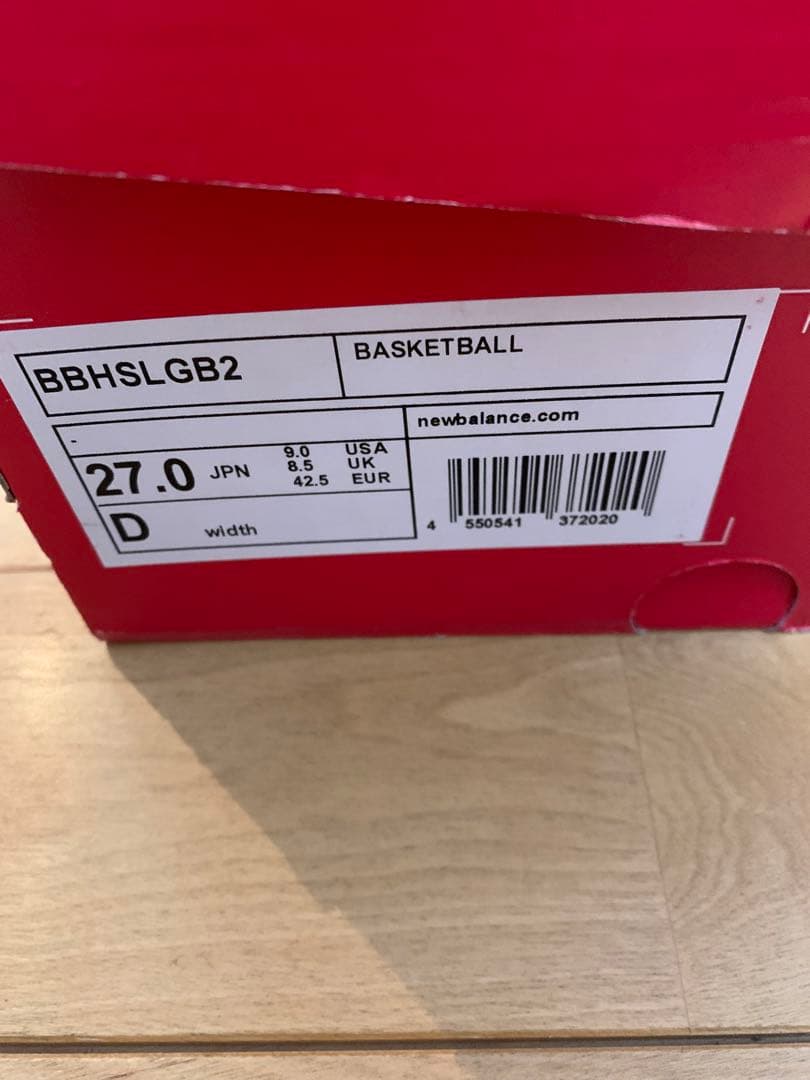 BBHSLGB2
BASKETBALL
-
newbalance.com
27.0 JPN
9.0 USA
8.5 UK
42.5 EUR
D width
4 550541 372020